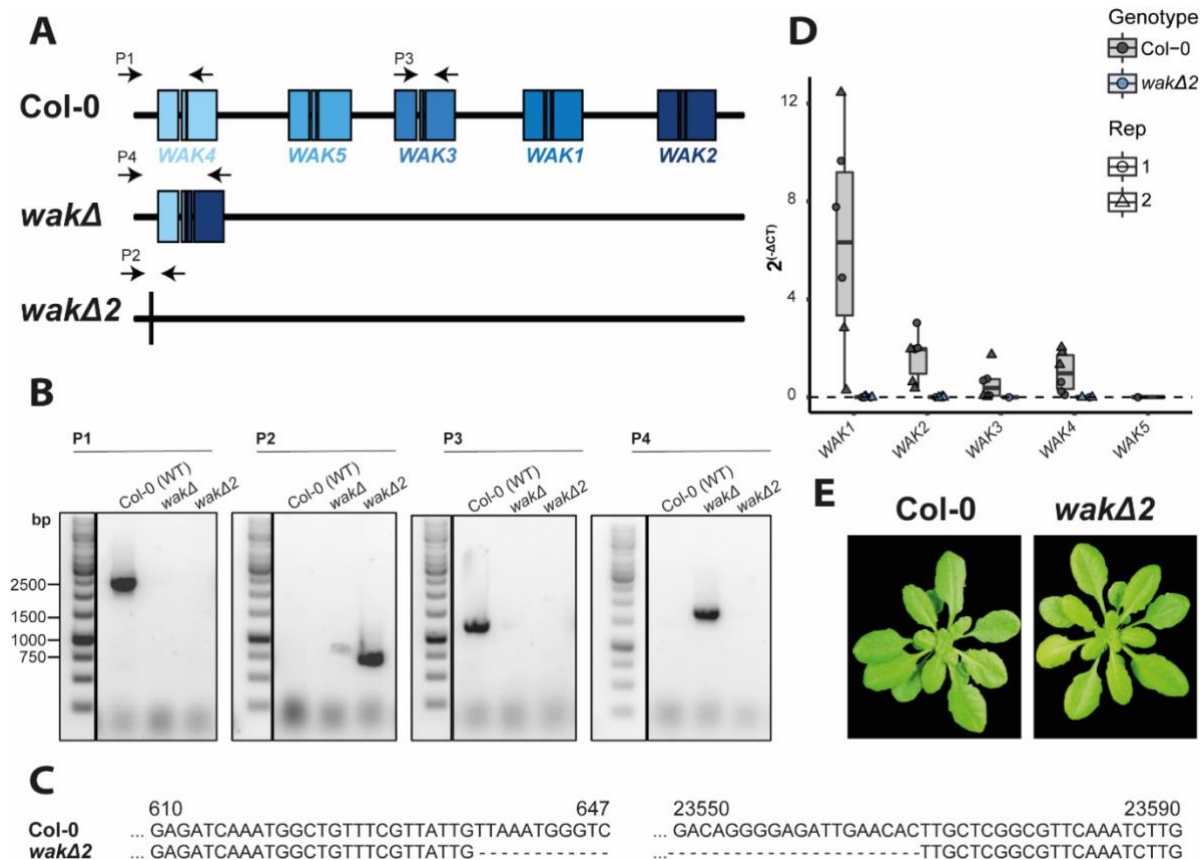 A
P1
P3
Col-0
WAK4 WAK5 WAK3 WAK1 WAK2
P4
wakΔ
P2
wakΔ2
B
P1 P2 P3 P4
Col-0 (WT) wakΔ wakΔ2 Col-0 (WT) wakΔ wakΔ2 Col-0 (WT) wakΔ wakΔ2 Col-0 (WT) wakΔ wakΔ2
bp
2500
1500
1000
750
C
610 647 23550 23590
Col-0 ... GAGATCAAATGGCTGTTTCGTTATTGTTAAATGGGTC ... GACAGGGGAGATTGAACACTTGCTCGGCGTTCAAATCTTG
wakΔ2 ... GAGATCAAATGGCTGTTTCGTTATTG - - - - - - - - - - - ... - - - - - - - - - - - - - - - - - - - TTGCTCGGCGTTCAAATCTTG
D
2(-ΔCT)
12
8
4
0
WAK1 WAK2 WAK3 WAK4 WAK5
Genotype
Col-0
wakΔ2
Rep
1
2
E
Col-0 wakΔ2